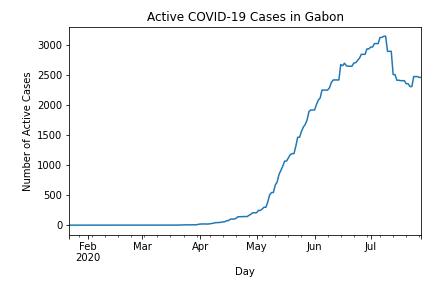 Active COVID-19 Cases in Gabon
Number of Active Cases
3000
2500
2000
1500
1000
500
0
Feb Mar Apr May Jun Jul
2020
Day